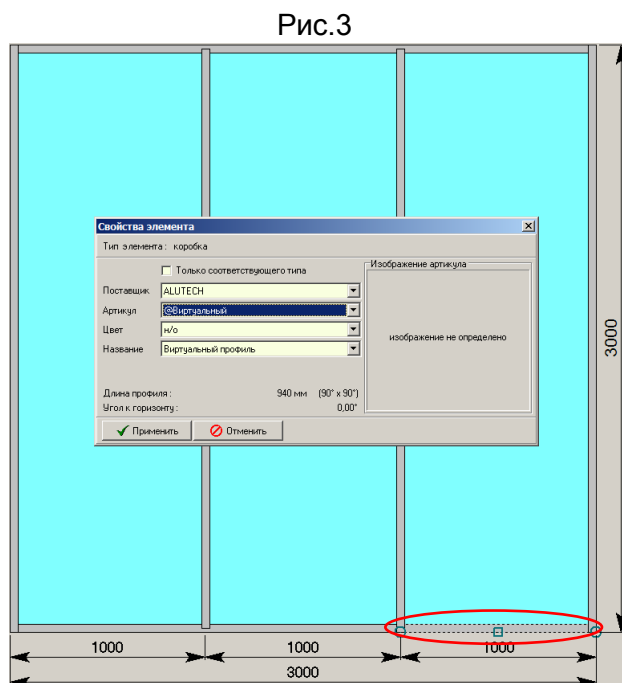 Рис.3
Свойства элемента
Тип элемента: коробка
Только соответствующего типа
Поставщик ALUTECH
Артикул @Виртуальный
Цвет н/о
Название Виртуальный профиль
Длина профиля: 940 мм (90° x 90°)
Угол к горизонту: 0,00°
Применить Отменить
Изображение артикула
изображение не определено
3000
1000 1000 1000
3000